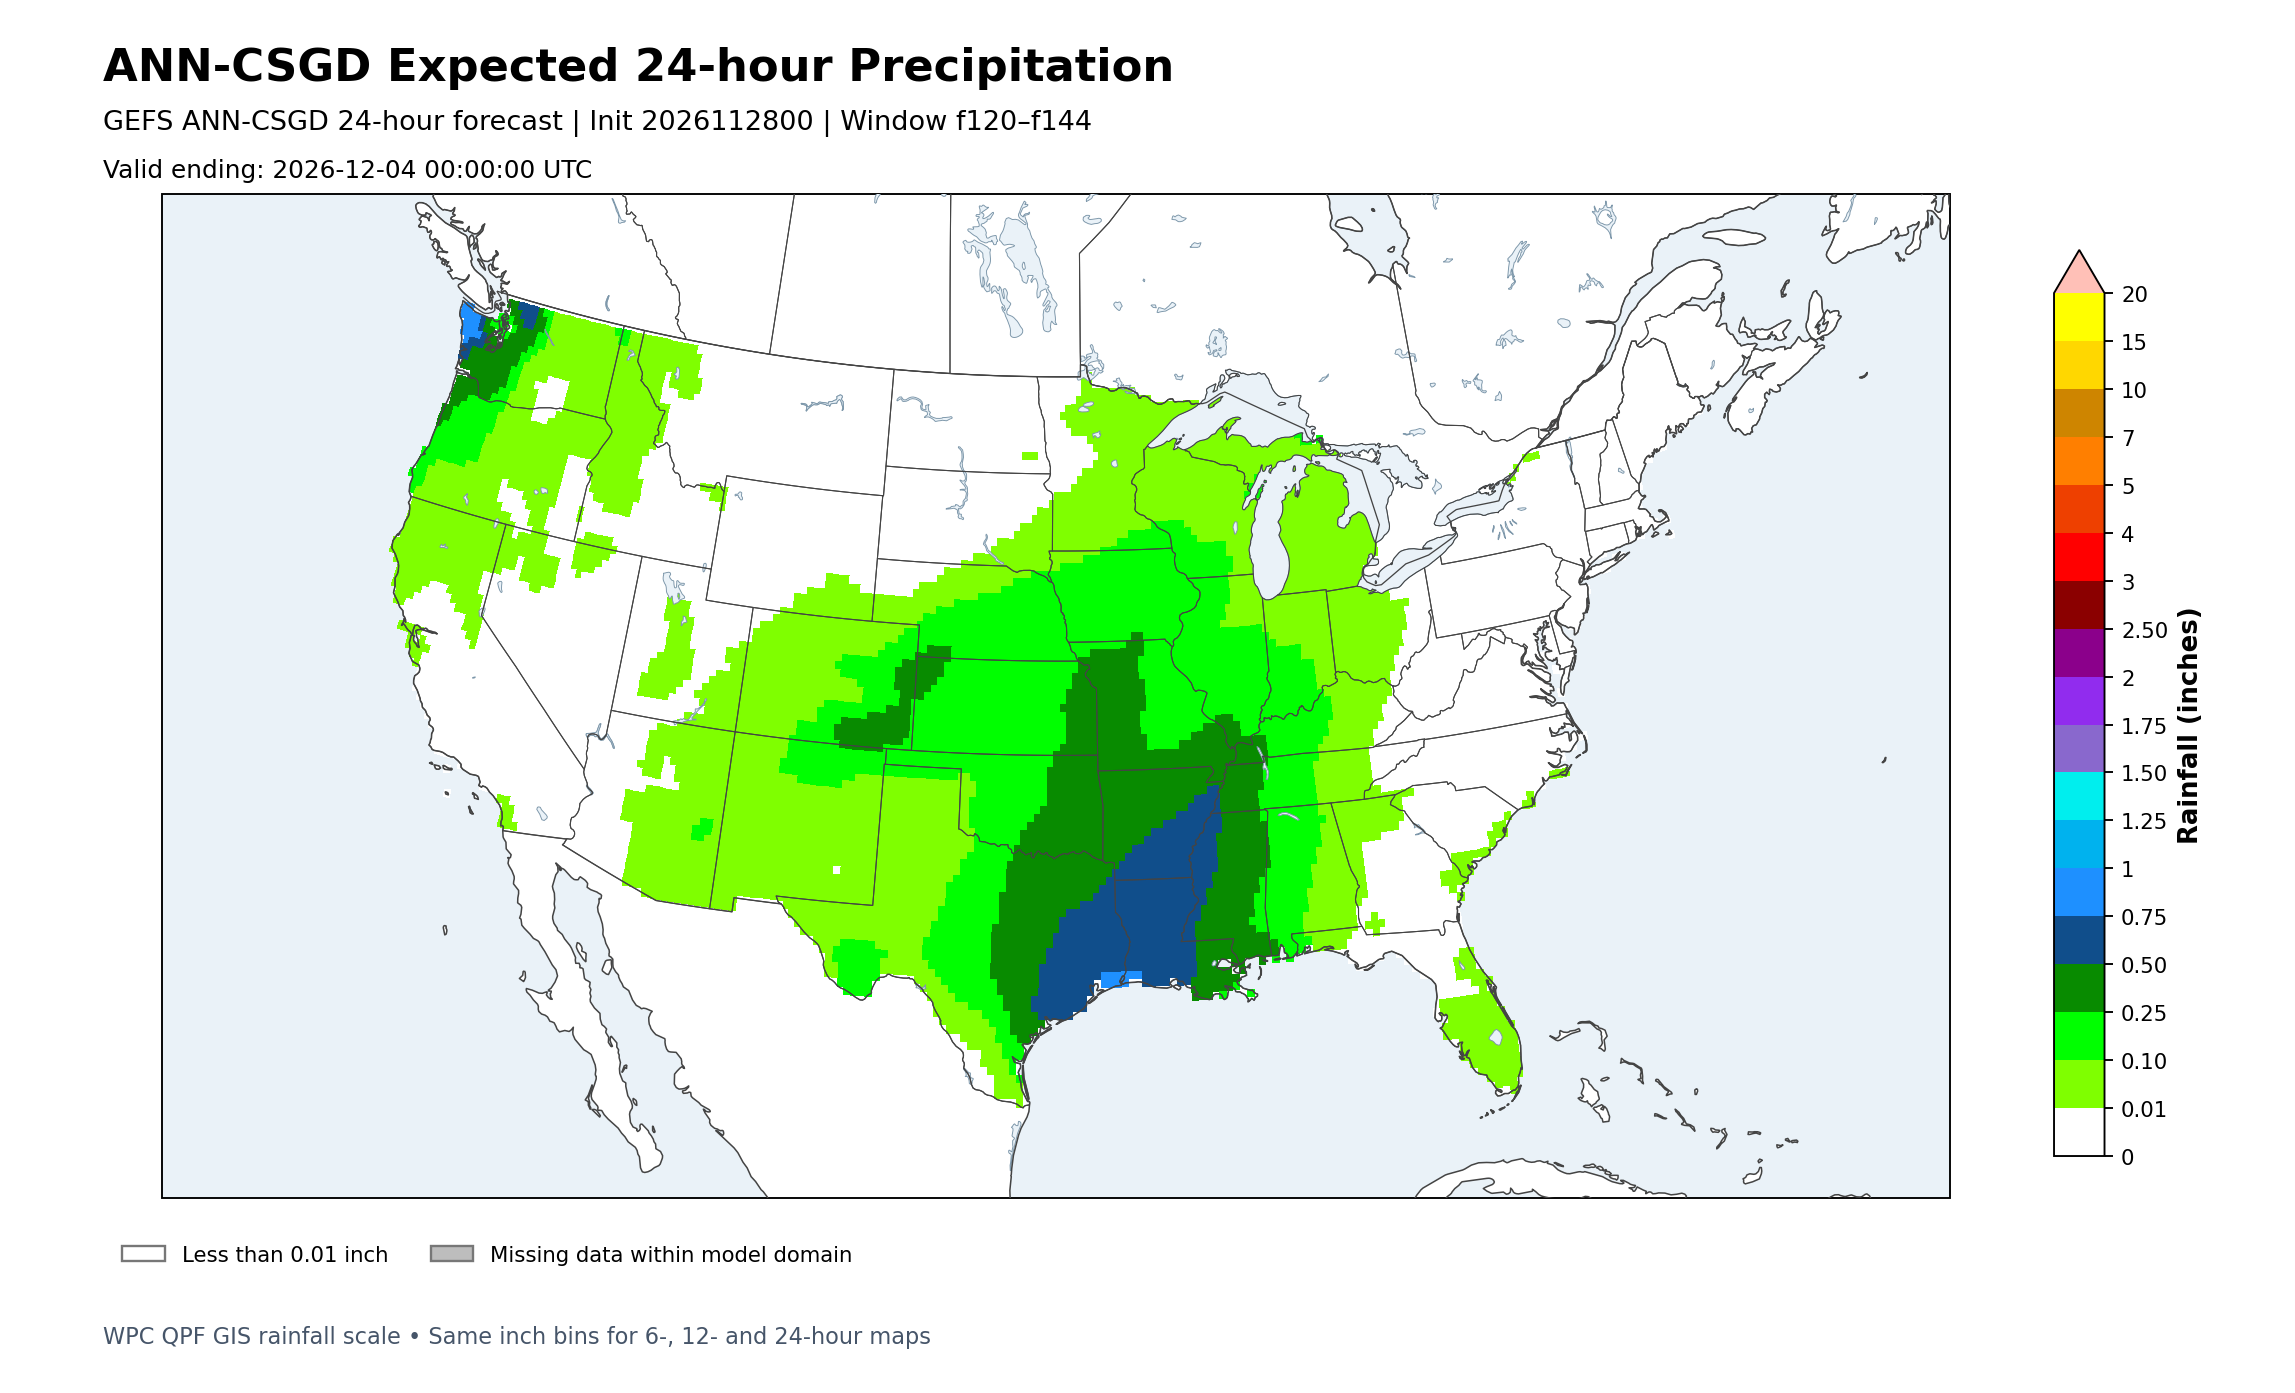 ANN-CSGD Expected 24-hour Precipitation
GEFS ANN-CSGD 24-hour forecast | Init 2026112800 | Window f120–f144
Valid ending: 2026-12-04 00:00:00 UTC
20
15
10
7
5
4
3
2.50
2
1.75
1.50
1.25
1
0.75
0.50
0.25
0.10
0.01
0
Rainfall (inches)
Less than 0.01 inch
Missing data within model domain
WPC QPF GIS rainfall scale • Same inch bins for 6-, 12- and 24-hour maps